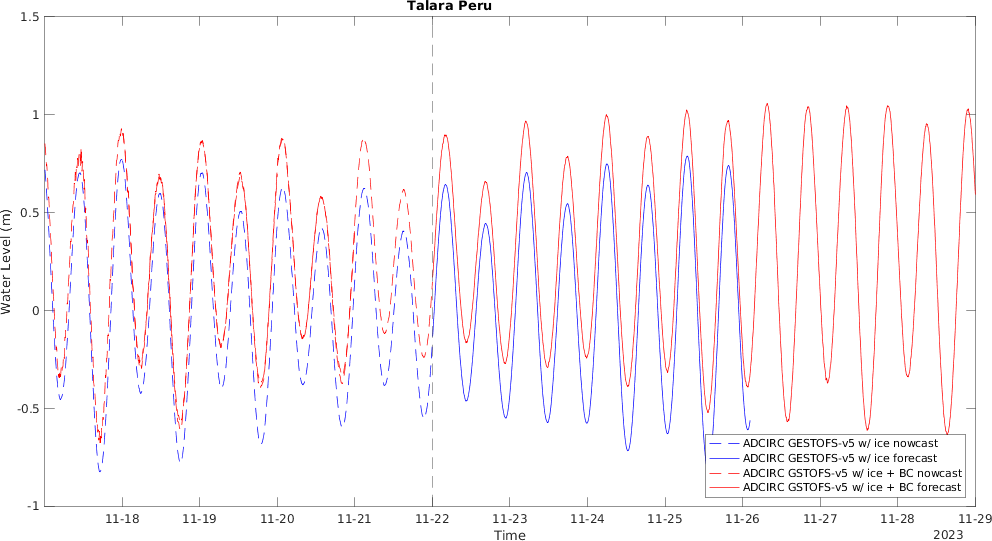 Talara Peru
1.5
1
0.5
0
-0.5
-1
Water Level (m)
11-18
11-19
11-20
11-21
11-22
11-23
11-24
11-25
11-26
11-27
11-28
11-29
Time
2023
ADCIRC GESTOFS-v5 w/ ice nowcast
ADCIRC GESTOFS-v5 w/ ice forecast
ADCIRC GSTOFS-v5 w/ ice + BC nowcast
ADCIRC GSTOFS-v5 w/ ice + BC forecast